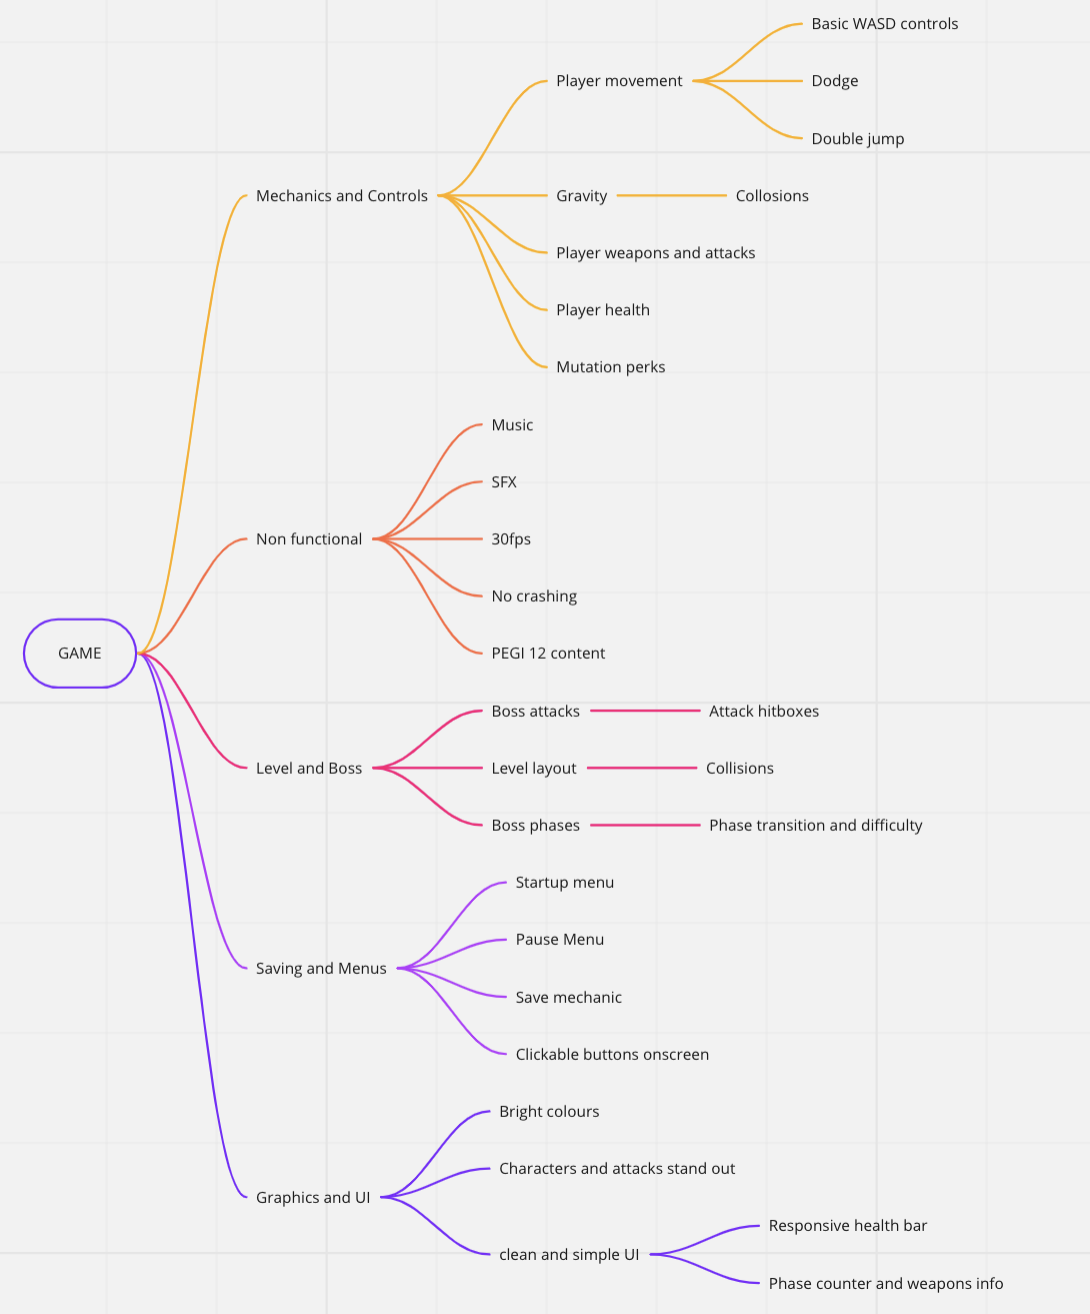 Basic WASD controls
Player movement
Dodge
Double jump
Mechanics and Controls
Gravity
Collosions
Player weapons and attacks
Player health
Mutation perks
Music
SFX
Non functional
30fps
No crashing
GAME
PEGI 12 content
Boss attacks
Attack hitboxes
Level and Boss
Level layout
Collisions
Boss phases
Phase transition and difficulty
Startup menu
Pause Menu
Saving and Menus
Save mechanic
Clickable buttons onscreen
Bright colours
Characters and attacks stand out
Graphics and UI
Responsive health bar
clean and simple UI
Phase counter and weapons info